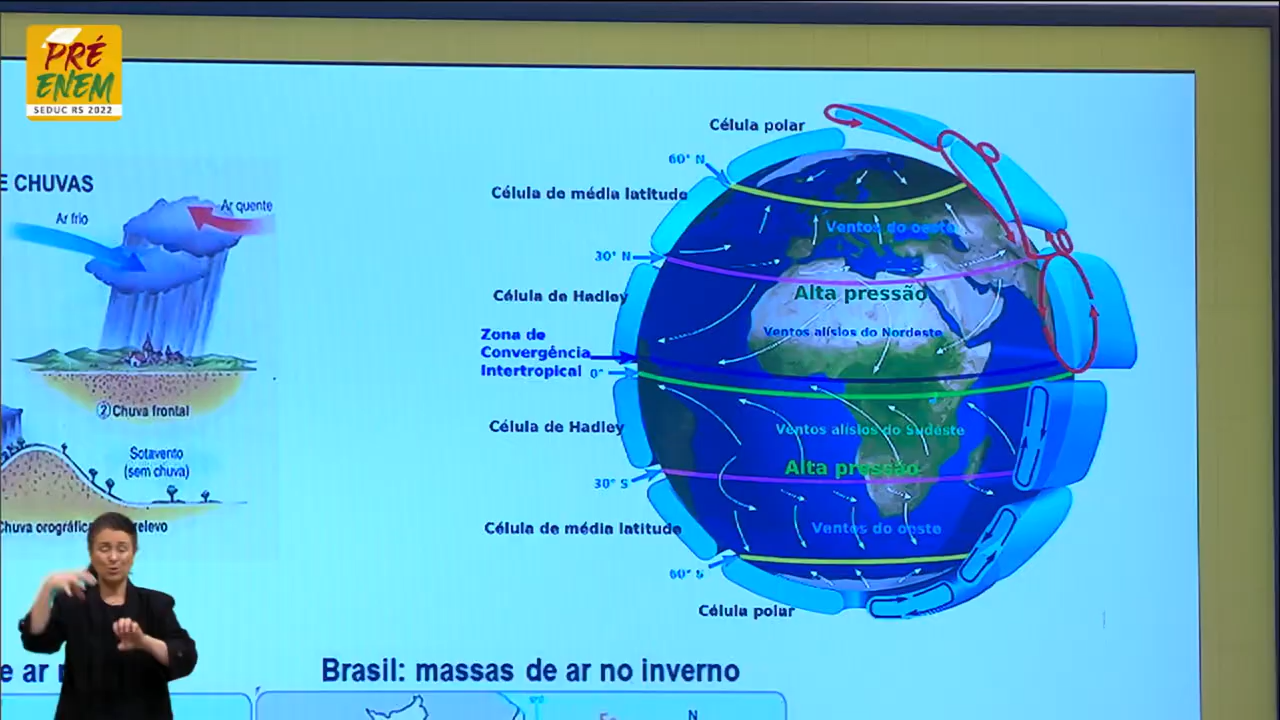 PRÉ
ENEM
SEDUC RS 2022
E CHUVAS
Ar frio
Ar quente
② Chuva frontal
Sotavento
(sem chuva)
Chuva orográfic
relevo
Célula polar
60° N
Célula de média latitude
30° N
Célula de Hadley
Zona de
Convergência
Intertropical
0°
Célula de Hadley
30° S
Célula de média latitude
60° S
Célula polar
Ventos do oeste
Alta pressão
Ventos alísios do Nordeste
Ventos alísios do Sudeste
Alta pressão
Ventos do oeste
e ar
Brasil: massas de ar no inverno
N